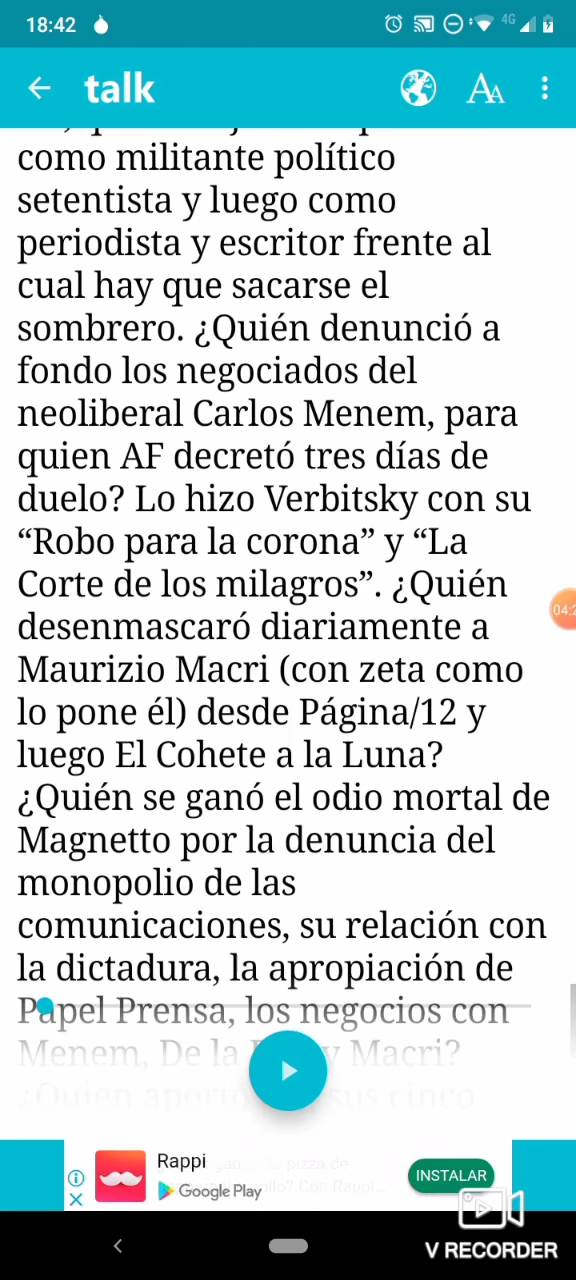 18:42
4G
talk
como militante político
setentista y luego como
periodista y escritor frente al
cual hay que sacarse el
sombrero. ¿Quién denunció a
fondo los negociados del
neoliberal Carlos Menem, para
quien AF decretó tres días de
duelo? Lo hizo Verbitsky con su
“Robo para la corona” y “La
Corte de los milagros”. ¿Quién
desenmascaró diariamente a
Maurizio Macri (con zeta como
lo pone él) desde Página/12 y
luego El Cohete a la Luna?
¿Quién se ganó el odio mortal de
Magnetto por la denuncia del
monopolio de las
comunicaciones, su relación con
la dictadura, la apropiación de
Papel Prensa, los negocios con
Menem, De la y Macri?
¿Quién sus cinco
Rappi
Google Play
INSTALAR
V RECORDER